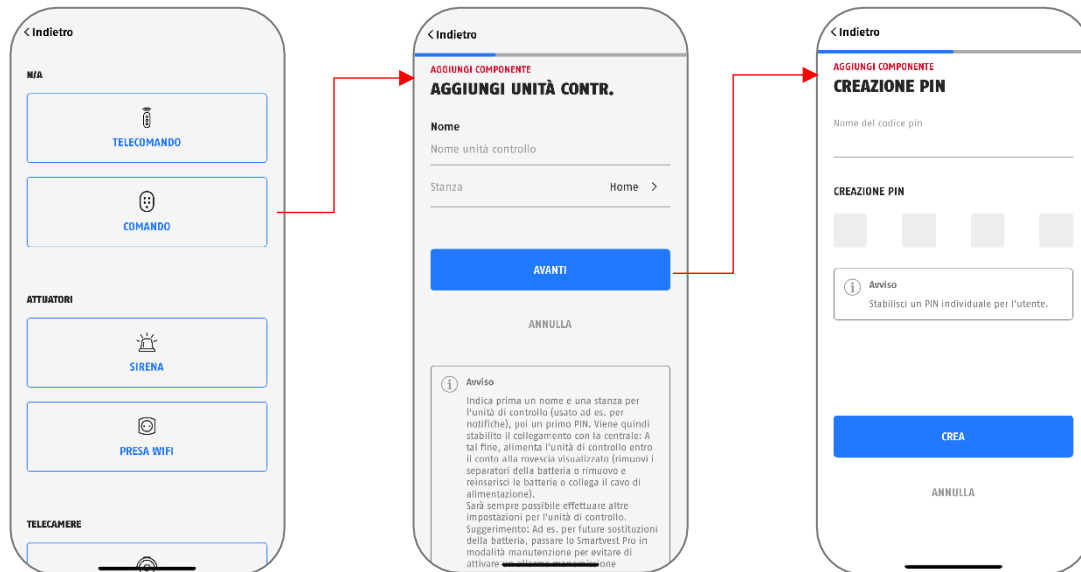 Indietro
N/A
TELECOMANDO
COMANDO
ATTUATORI
SIRENA
PRESA WIFI
TELECAMERE
Indietro
AGGIUNGI COMPONENTE
AGGIUNGI UNITÀ CONTR.
Nome
Nome unità controllo
Stanza Home
AVANTI
ANNULLA
Avviso
Indica prima un nome e una stanza per
l'unità di controllo (usato ad es. per
notifiche), poi un primo PIN. Viene quindi
stabilito il collegamento con la centrale: A
tal fine, alimenta l'unità di controllo entro
il conto alla rovescia visualizzato (rimuovi i
separatori della batteria o rimuovo e
reinserisci le batterie o collega il cavo di
alimentazione).
Sarà sempre possibile effettuare altre
impostazioni per l'unità di controllo.
Suggerimento: Ad es. per future sostituzioni
della batteria, passare lo Smartvest Pro in
modalità manutenzione per evitare di
attivare un allarme manomissione
Indietro
AGGIUNGI COMPONENTE
CREAZIONE PIN
Nome del codice pin
CREAZIONE PIN
Avviso
Stabilisci un PIN individuale per l'utente.
CREA
ANNULLA